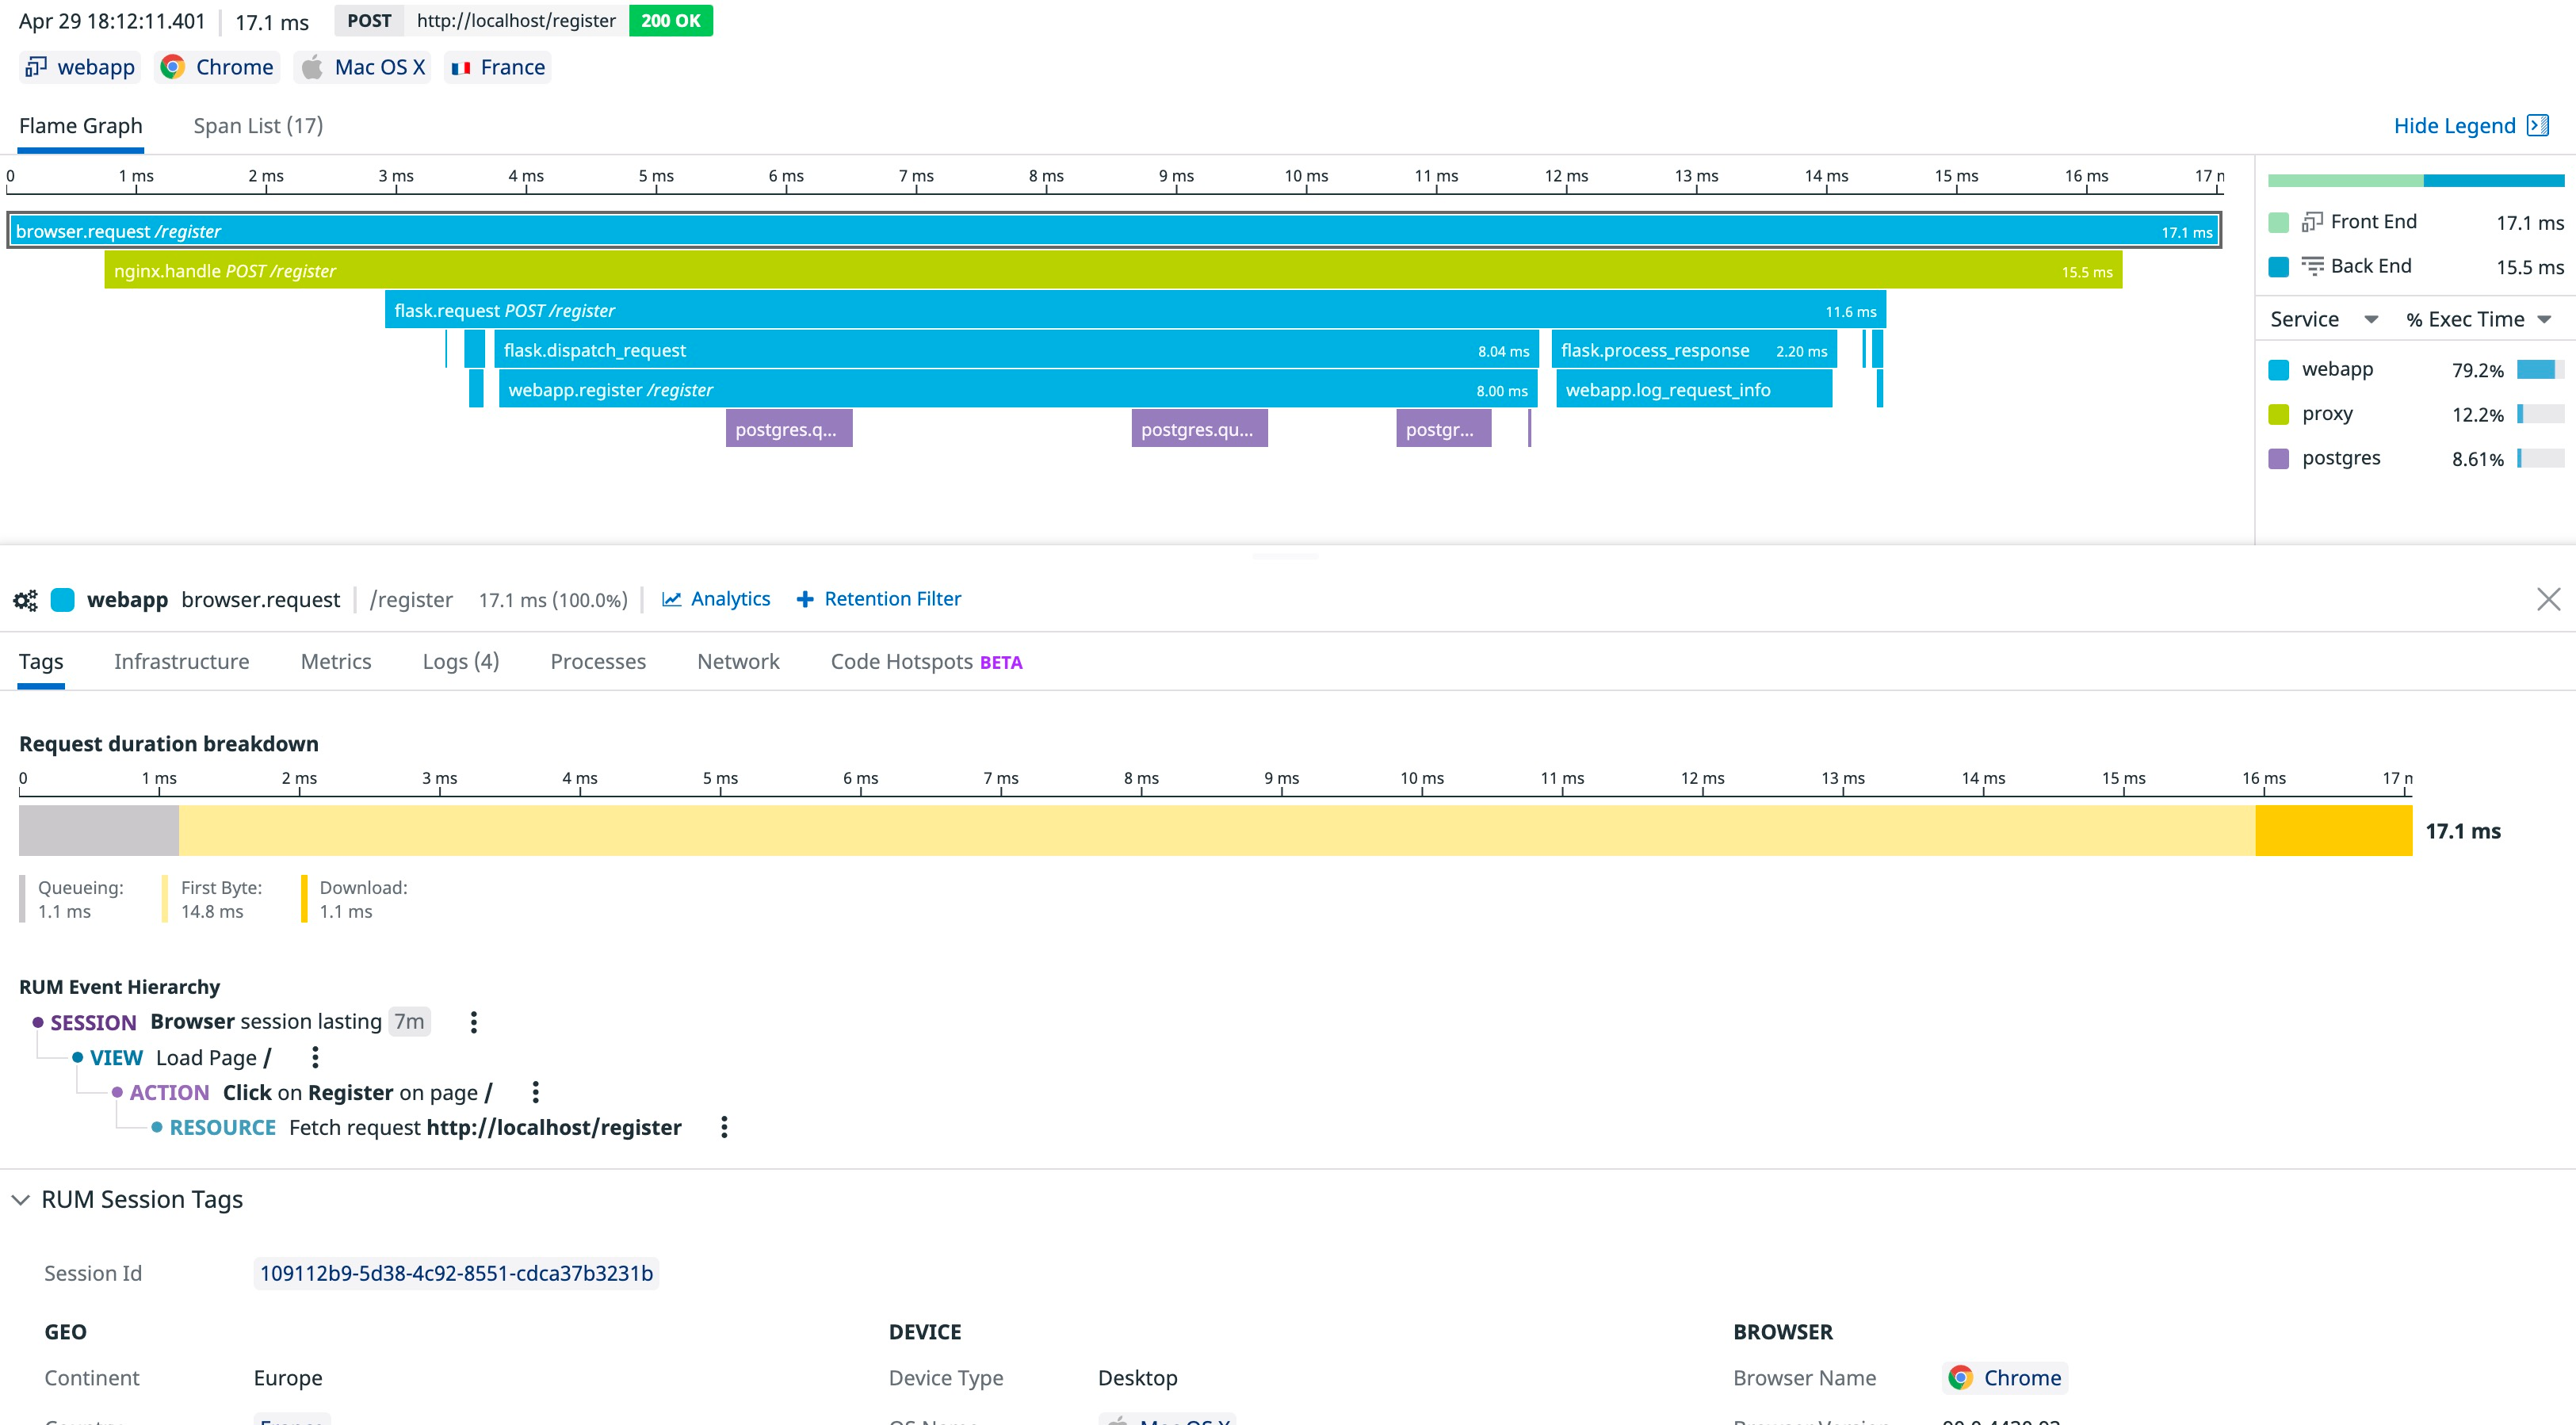 Apr 29 18:12:11.401 17.1 ms POST http://localhost/register 200 OK
webapp Chrome Mac OS X France
Flame Graph Span List (17) Hide Legend
0 1 ms 2 ms 3 ms 4 ms 5 ms 6 ms 7 ms 8 ms 9 ms 10 ms 11 ms 12 ms 13 ms 14 ms 15 ms 16 ms 17
browser.request /register 17.1 ms
nginx.handle POST /register 15.5 ms
flask.request POST /register 11.6 ms
flask.dispatch_request 8.04 ms flask.process_response 2.20 ms
webapp.register /register 8.00 ms webapp.log_request_info
postgres.q... postgres.qu... postgr...
Front End 17.1 ms
Back End 15.5 ms
Service % Exec Time
webapp 79.2%
proxy 12.2%
postgres 8.61%
webapp browser.request /register 17.1 ms (100.0%) Analytics Retention Filter
Tags Infrastructure Metrics Logs (4) Processes Network Code Hotspots BETA
Request duration breakdown
0 1 ms 2 ms 3 ms 4 ms 5 ms 6 ms 7 ms 8 ms 9 ms 10 ms 11 ms 12 ms 13 ms 14 ms 15 ms 16 ms 17
17.1 ms
Queueing: First Byte: Download:
1.1 ms 14.8 ms 1.1 ms
RUM Event Hierarchy
SESSION Browser session lasting 7m
VIEW Load Page /
ACTION Click on Register on page /
RESOURCE Fetch request http://localhost/register
RUM Session Tags
Session Id 109112b9-5d38-4c92-8551-cdca37b3231b
GEO DEVICE BROWSER
Continent Europe Device Type Desktop Browser Name Chrome